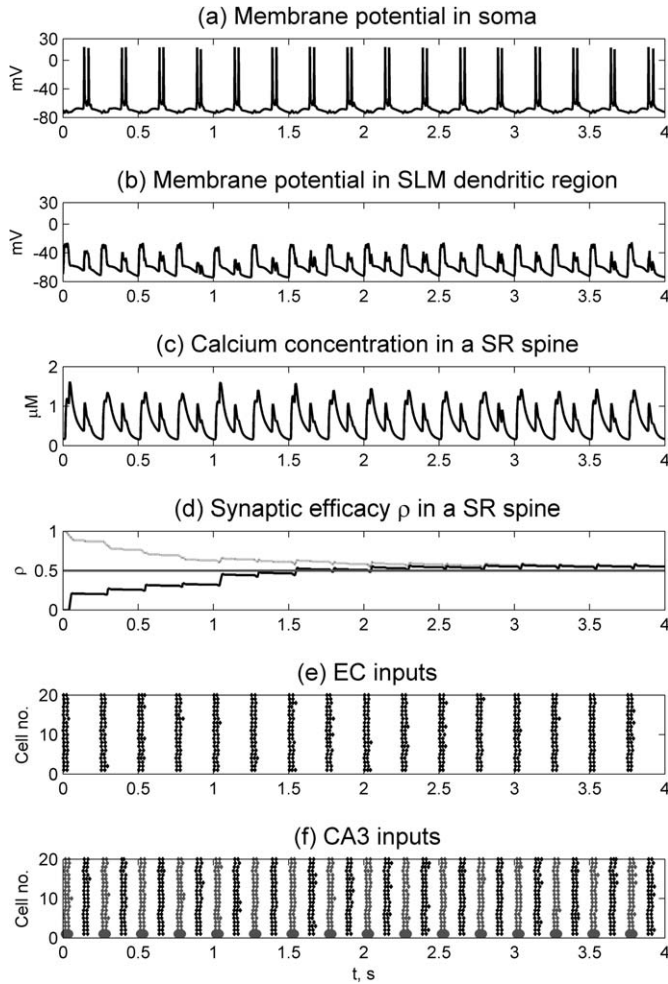 (a) Membrane potential in soma
30
0
-40
-80
mV
0 0.5 1 1.5 2 2.5 3 3.5 4
(b) Membrane potential in SLM dendritic region
30
0
-40
-80
mV
0 0.5 1 1.5 2 2.5 3 3.5 4
(c) Calcium concentration in a SR spine
2
1
0
μM
0 0.5 1 1.5 2 2.5 3 3.5 4
(d) Synaptic efficacy ρ in a SR spine
1
0.5
0
ρ
0 0.5 1 1.5 2 2.5 3 3.5 4
(e) EC inputs
20
10
0
Cell no.
0 0.5 1 1.5 2 2.5 3 3.5 4
(f) CA3 inputs
20
10
0
Cell no.
0 0.5 1 1.5 2 2.5 3 3.5 4
t, s